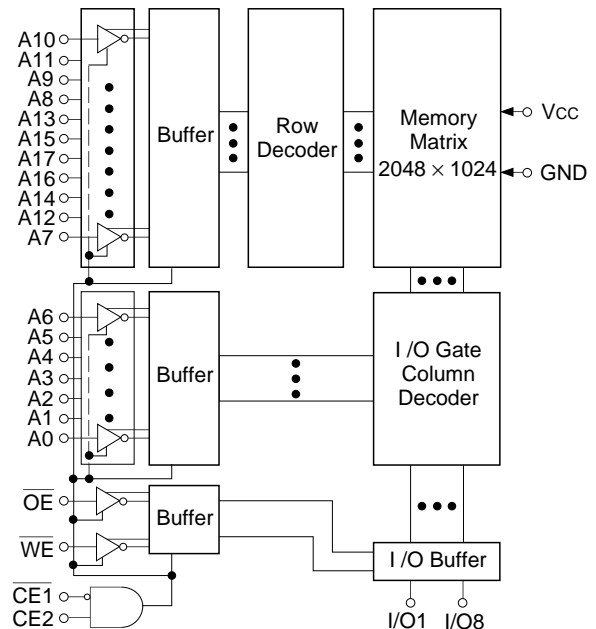 A10
A11
A9
A8
A13
A15
A17
A16
A14
A12
A7
Buffer
Row
Decoder
Memory
Matrix
2048 × 1024
Vcc
GND
A6
A5
A4
A3
A2
A1
A0
Buffer
I /O Gate
Column
Decoder
OE
WE
Buffer
I /O Buffer
CE1
CE2
I/O1
I/O8